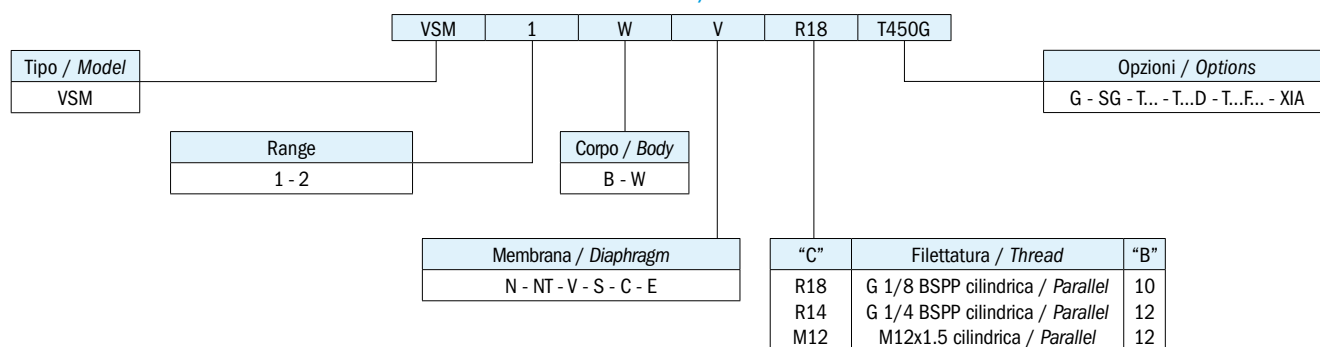 VSM 1 W V R18 T450G
Tipo / Model
VSM
Opzioni / Options
G - SG - T... - T...D - T...F... - XIA
Range
1 - 2
Corpo / Body
B - W
Membrana / Diaphragm
N - NT - V - S - C - E
“C” Filettatura / Thread “B”
R18 G 1/8 BSPP cilindrica / Parallel 10
R14 G 1/4 BSPP cilindrica / Parallel 12
M12 M12x1.5 cilindrica / Parallel 12